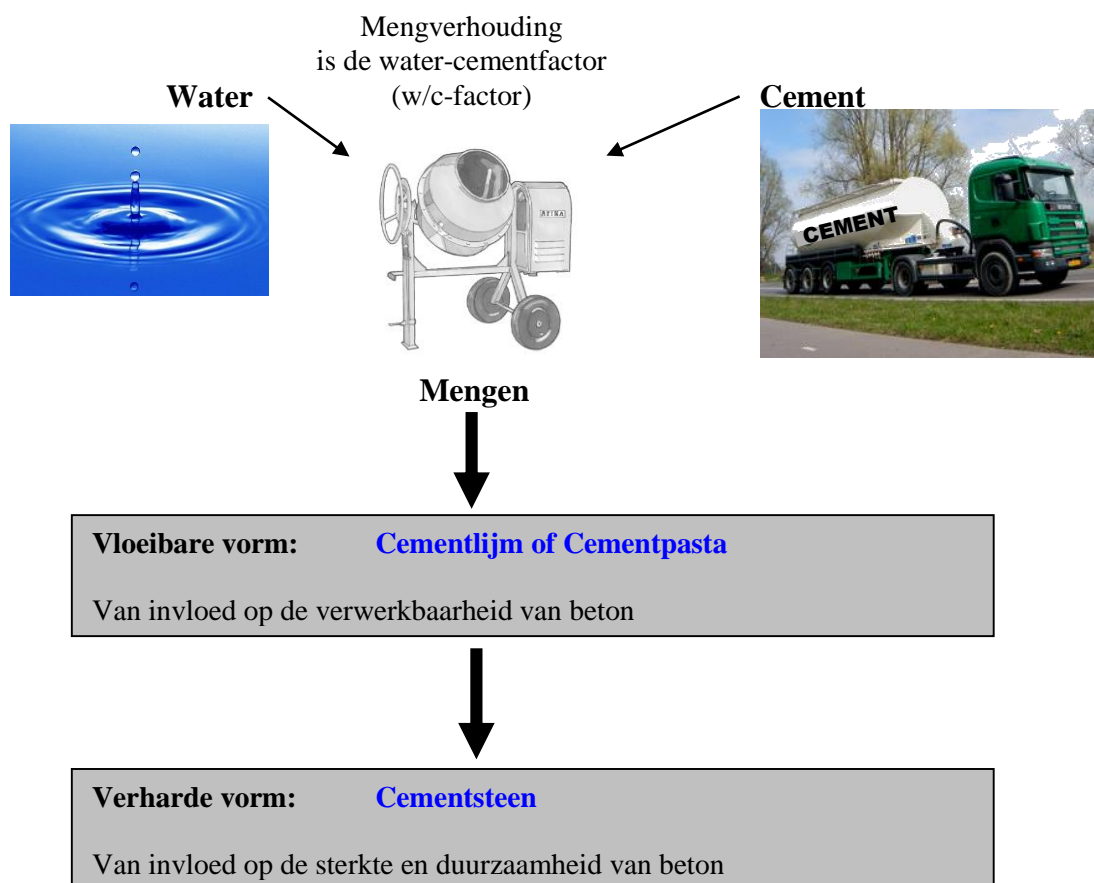 Mengverhouding
is de water-cementfactor
(w/c-factor)
Water
Cement
ATIKA
CEMENT
Mengen
Vloeibare vorm: Cementlijm of Cementpasta
Van invloed op de verwerkbaarheid van beton
Verharde vorm: Cementsteen
Van invloed op de sterkte en duurzaamheid van beton